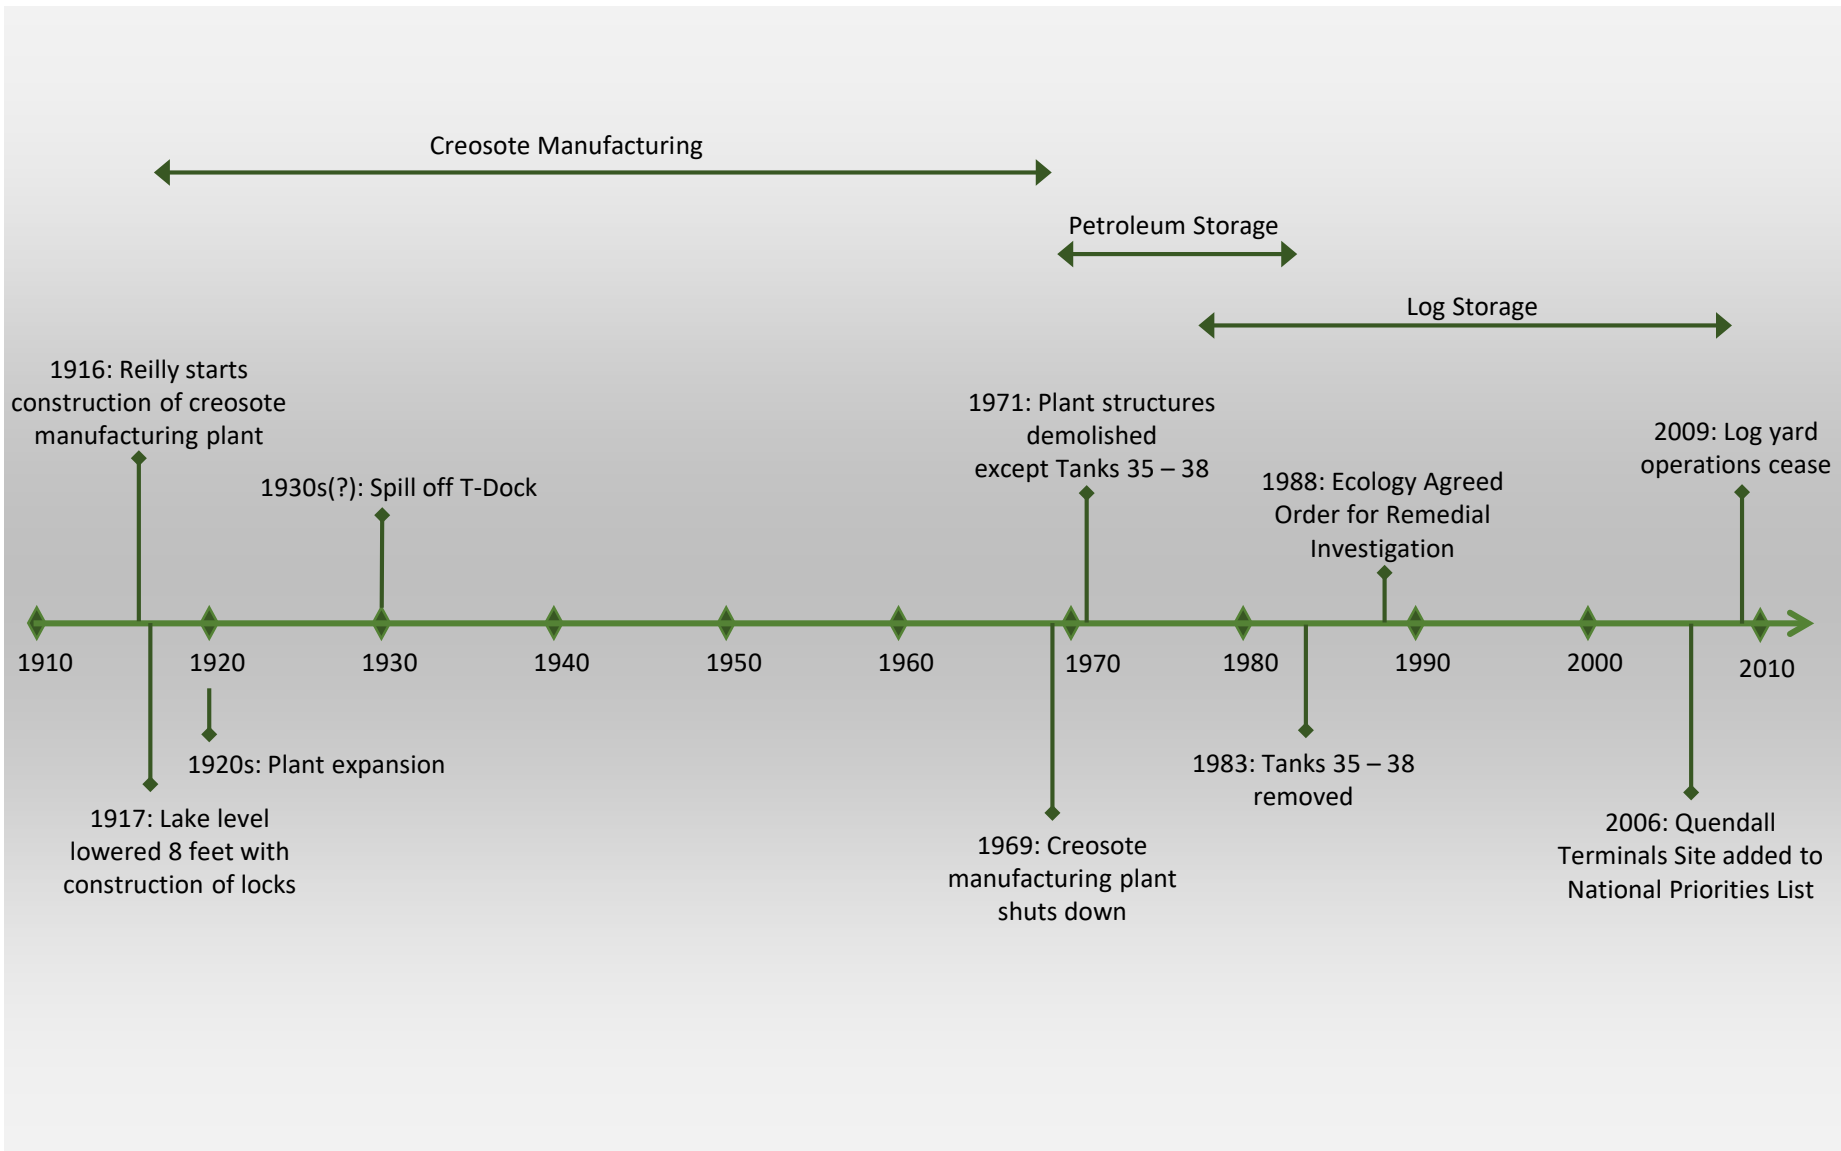 Creosote Manufacturing
Petroleum Storage
Log Storage
1916: Reilly starts
construction of creosote
manufacturing plant
1930s(?): Spill off T-Dock
1971: Plant structures
demolished
except Tanks 35 – 38
1988: Ecology Agreed
Order for Remedial
Investigation
2009: Log yard
operations cease
1910
1920
1930
1940
1950
1960
1970
1980
1990
2000
2010
1920s: Plant expansion
1917: Lake level
lowered 8 feet with
construction of locks
1969: Creosote
manufacturing plant
shuts down
1983: Tanks 35 – 38
removed
2006: Quendall
Terminals Site added to
National Priorities List